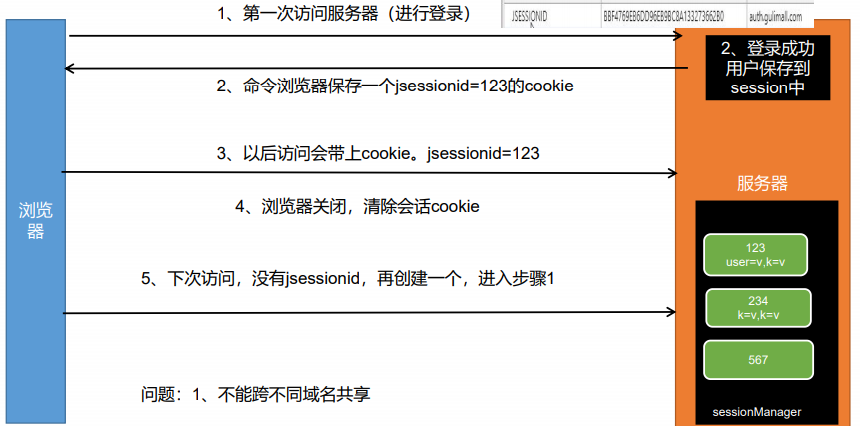 1、第一次访问服务器（进行登录）
JSESSIONID BBF4769EB6DD96EB9BC8A133273662B0 auth.gulimall.com
2、登录成功
用户保存到
session中
2、命令浏览器保存一个jsessionid=123的cookie
3、以后访问会带上cookie。jsessionid=123
服务器
浏览
器
4、浏览器关闭，清除会话cookie
123
user=v,k=v
5、下次访问，没有jsessionid，再创建一个，进入步骤1
234
k=v,k=v
567
问题：1、不能跨不同域名共享
sessionManager